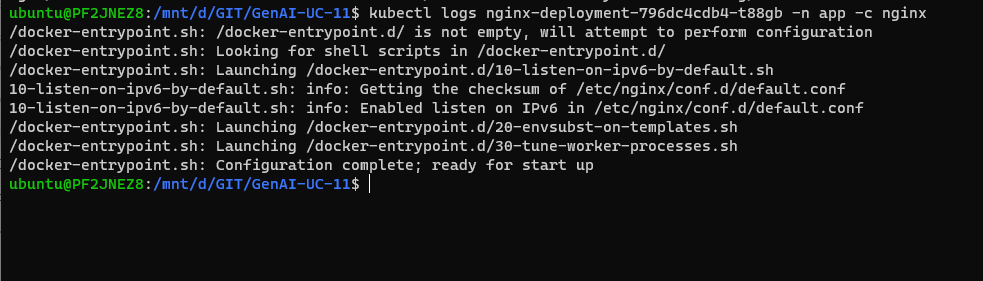 ubuntu@PF2JNEZ8:/mnt/d/GIT/GenAI-UC-11$ kubectl logs nginx-deployment-796dc4cdb4-t88gb -n app -c nginx
/docker-entrypoint.sh: /docker-entrypoint.d/ is not empty, will attempt to perform configuration
/docker-entrypoint.sh: Looking for shell scripts in /docker-entrypoint.d/
/docker-entrypoint.sh: Launching /docker-entrypoint.d/10-listen-on-ipv6-by-default.sh
10-listen-on-ipv6-by-default.sh: info: Getting the checksum of /etc/nginx/conf.d/default.conf
10-listen-on-ipv6-by-default.sh: info: Enabled listen on IPv6 in /etc/nginx/conf.d/default.conf
/docker-entrypoint.sh: Launching /docker-entrypoint.d/20-envsubst-on-templates.sh
/docker-entrypoint.sh: Launching /docker-entrypoint.d/30-tune-worker-processes.sh
/docker-entrypoint.sh: Configuration complete; ready for start up
ubuntu@PF2JNEZ8:/mnt/d/GIT/GenAI-UC-11$